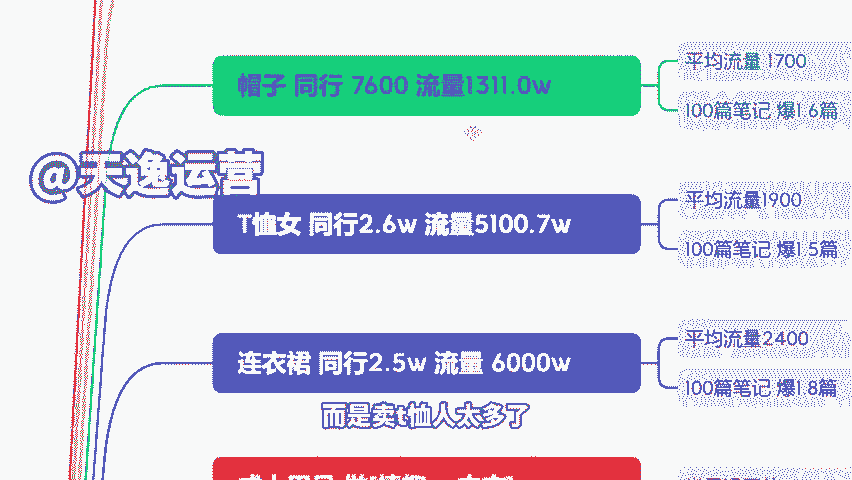 帽子 同行 7600 流量1311.0w
平均流量 1700
100篇笔记 爆1.6篇
@天逸运营
T恤女 同行2.6w 流量5100.7w
平均流量1900
100篇笔记 爆1.5篇
连衣裙 同行2.5w 流量 6000w
平均流量2400
100篇笔记 爆1.8篇
而是卖t恤人太多了